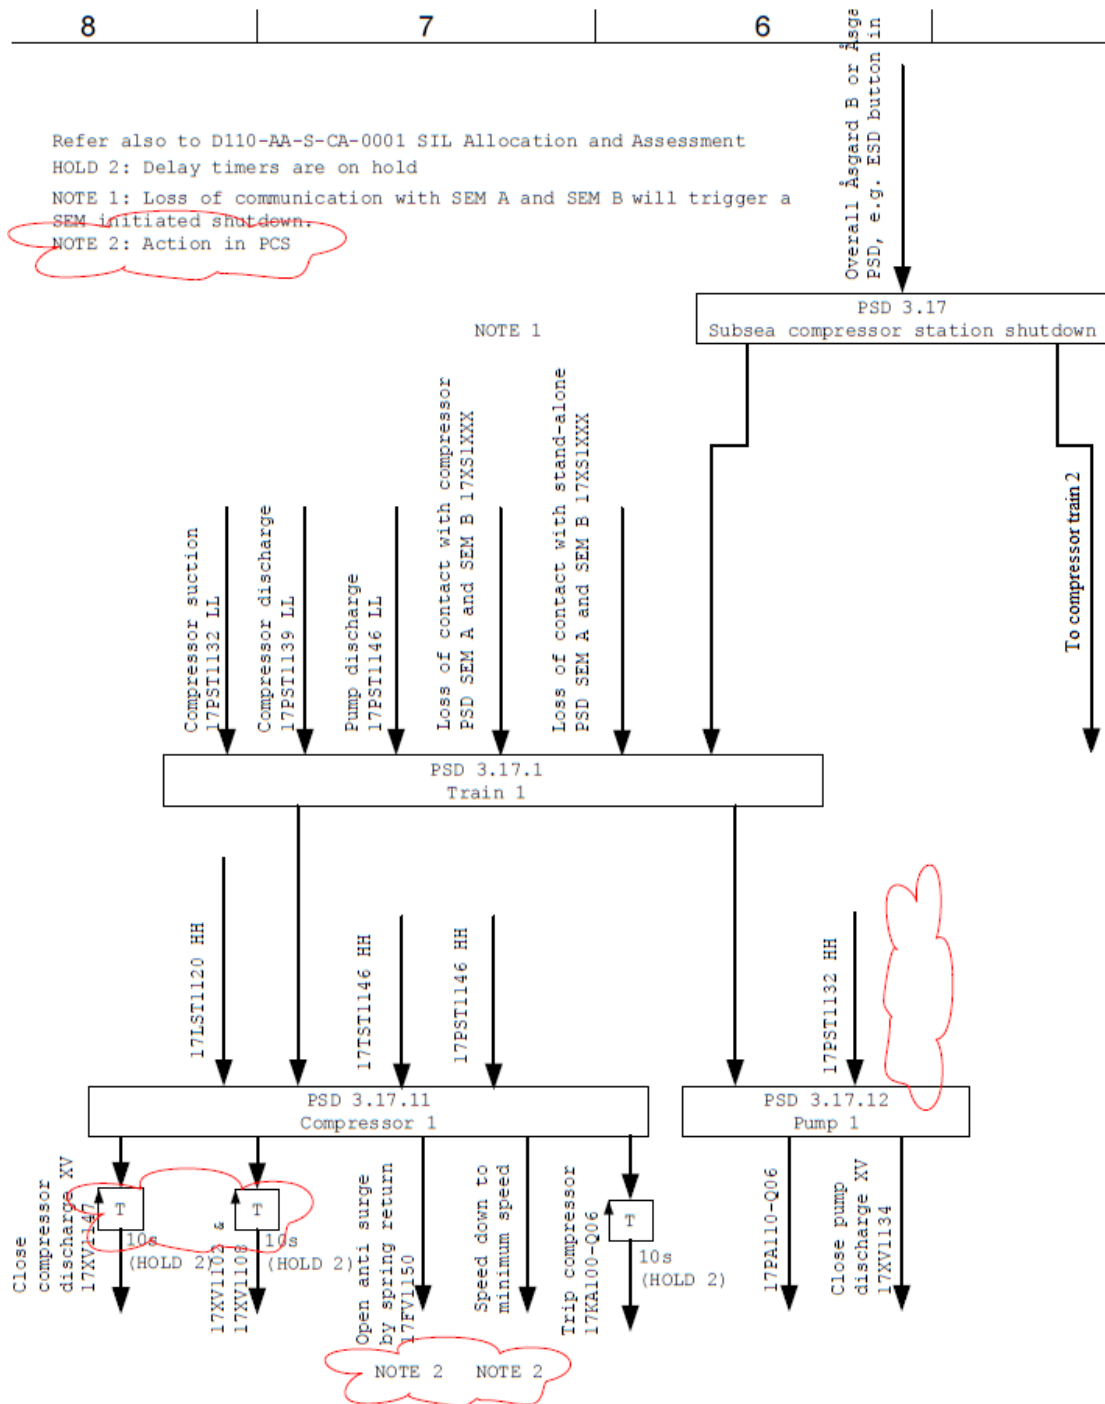 8
7
6
Refer also to D110-AA-S-CA-0001 SIL Allocation and Assessment
HOLD 2: Delay timers are on hold
NOTE 1: Loss of communication with SEM A and SEM B will trigger a
SEM initiated shutdown.
NOTE 2: Action in PCS
Overall Åsgard B or Åsga
PSD, e.g. ESD button in
PSD 3.17
Subsea compressor station shutdown
NOTE 1
Compressor suction
17PST1132 LL
Compressor discharge
17PST1139 LL
Pump discharge
17PST1146 LL
Loss of contact with compressor
PSD SEM A and SEM B 17XS1XXX
Loss of contact with stand-alone
PSD SEM A and SEM B 17XS1XXX
To compressor train 2
PSD 3.17.1
Train 1
17LST1120 HH
17TST1146 HH
17PST1146 HH
17PST1132 HH
PSD 3.17.11
Compressor 1
PSD 3.17.12
Pump 1
Close
compressor
discharge XV
17XV1147
T
10s
(HOLD 2)
17XV1102 &
17XV1108
T
10s
(HOLD 2)
Open anti surge
by spring return
17FV1150
Speed down to
minimum speed
Trip compressor
17KA100-Q06
T
10s
(HOLD 2)
17PA110-Q06
Close pump
discharge XV
17XV1134
NOTE 2
NOTE 2